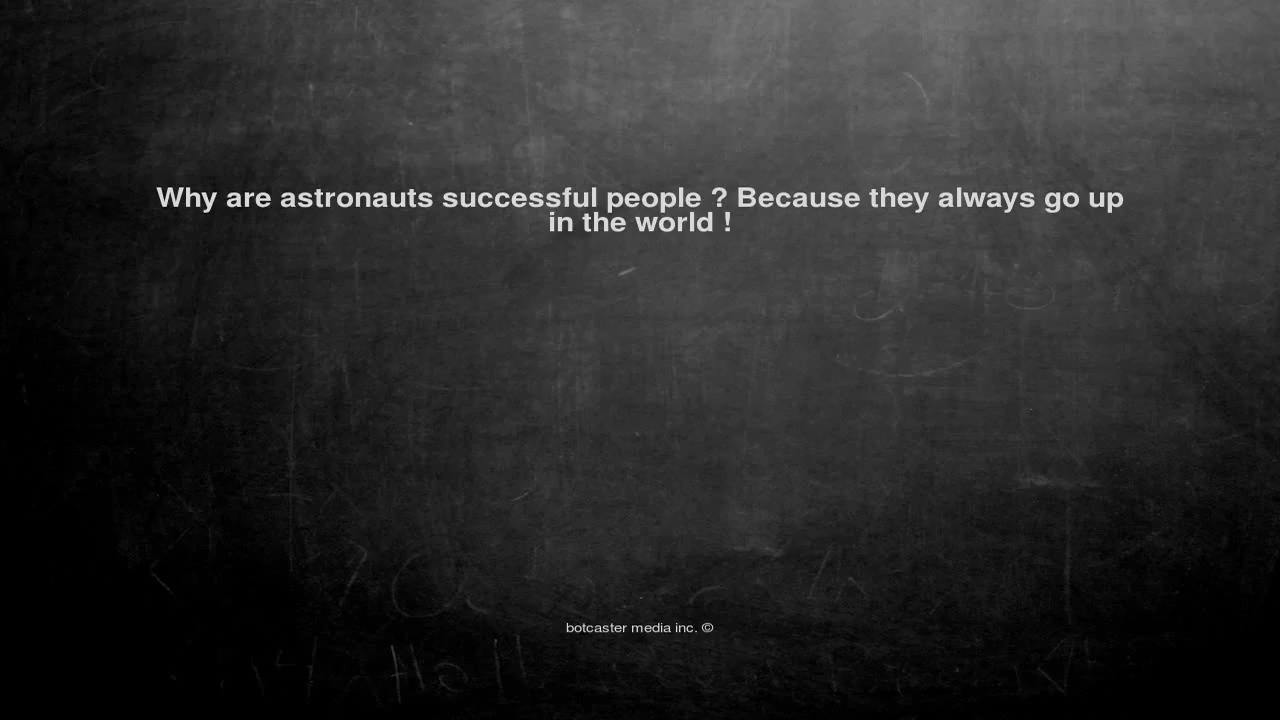 Why are astronauts successful people ? Because they always go up
in the world !
botcaster media inc. ©